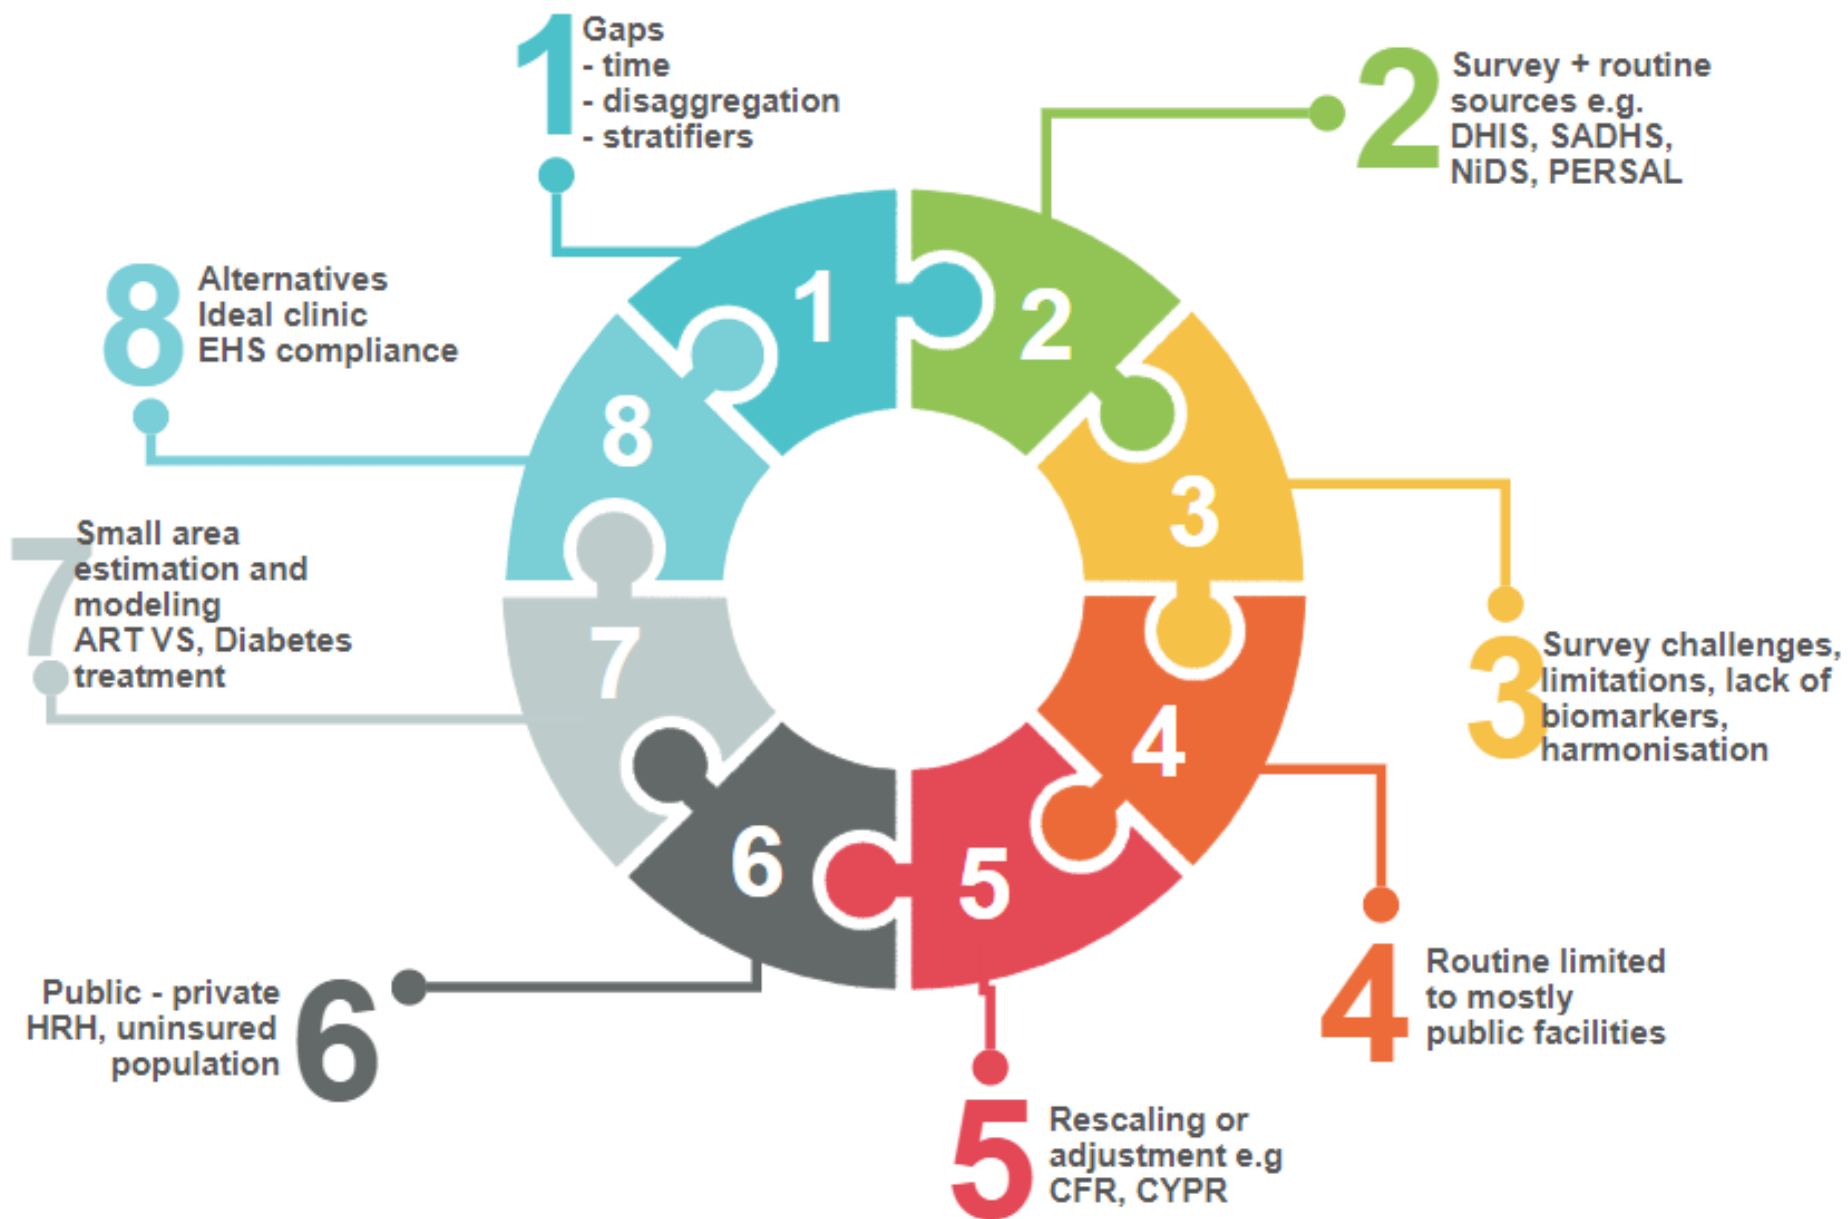 1
Gaps
- time
- disaggregation
- stratifiers
2
Survey + routine
sources e.g.
DHIS, SADHS,
NiDS, PERSAL
3
Survey challenges,
limitations, lack of
biomarkers,
harmonisation
4
Routine limited
to mostly
public facilities
5
Rescaling or
adjustment e.g
CFR, CYPR
6
Public - private
HRH, uninsured
population
7
Small area
estimation and
modeling
ART VS, Diabetes
treatment
8
Alternatives
Ideal clinic
EHS compliance
1
2
3
4
5
6
7
8